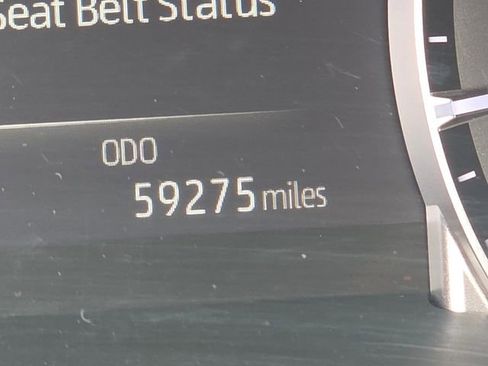 Seat Belt Status
ODO
59275 miles